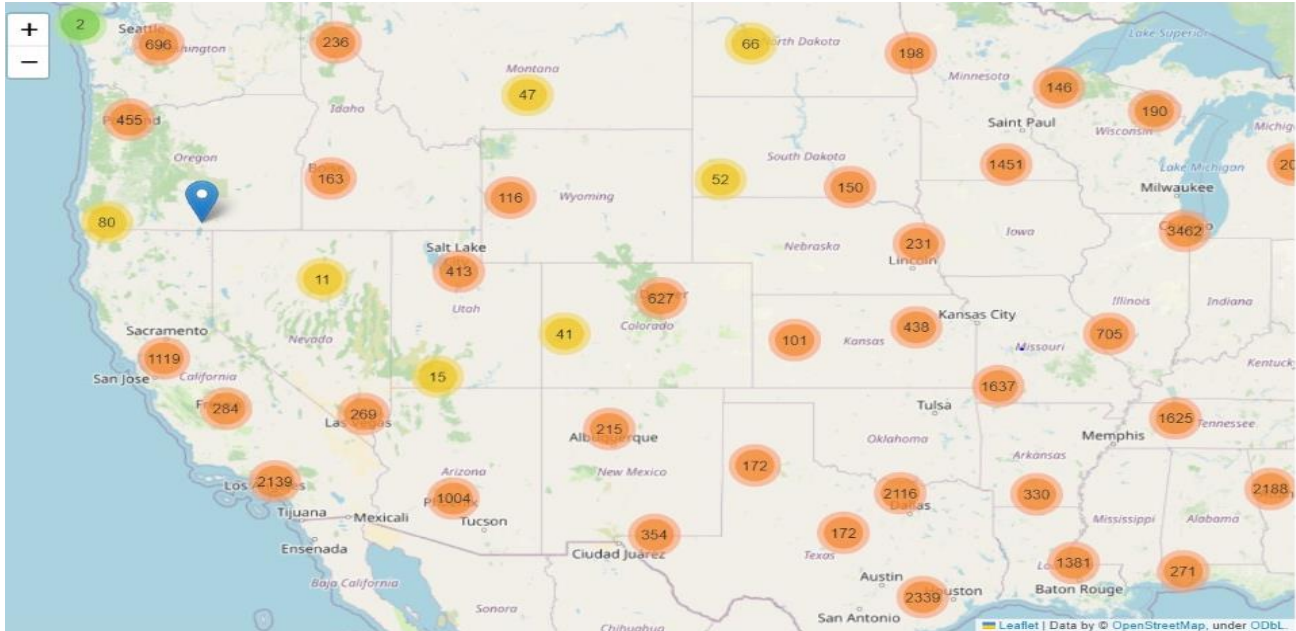 +
−
2
Seattle
696
236
66
North Dakota
198
Lake Superior
Montana
47
Minnesota
146
190
Wisconsin
Idaho
455
Oregon
Saint Paul
1451
South Dakota
52
150
Lake Michigan
20
Milwaukee
163
116
Wyoming
80
3462
Salt Lake
413
Nebraska
231
Lincoln
Iowa
11
Utah
627
Colorado
41
Illinois
Indiana
Sacramento
Nevada
101
Kansas
438
Kansas City
Missouri
705
1119
San Jose
California
15
1637
284
269
Las Vegas
Tulsa
215
Albuquerque
Oklahoma
Memphis
1625
Tennessee
172
Arkansas
2139
Arizona
1004
New Mexico
2116
Dallas
330
2188
Tijuana
Mexicali
Tucson
Mississippi
Alabama
Ensenada
354
Ciudad Juárez
172
Texas
1381
Baton Rouge
271
Baja California
Austin
2339
Houston
Sonora
San Antonio
Chihuahua
Leaflet | Data by © OpenStreetMap, under ODbL.